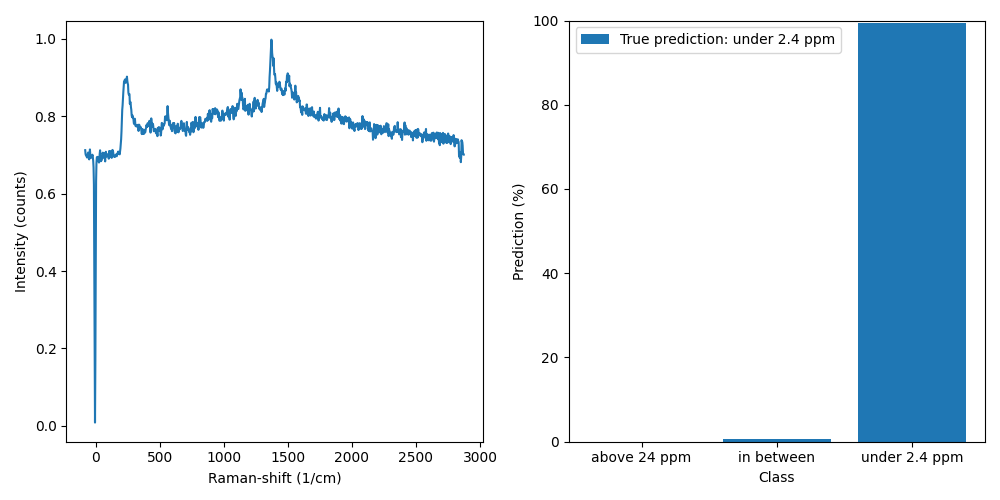 1.0
0.8
0.6
0.4
0.2
0.0
Intensity (counts)
0
500
1000
1500
2000
2500
3000
Raman-shift (1/cm)
100
80
60
40
20
0
Prediction (%)
True prediction: under 2.4 ppm
above 24 ppm
in between
under 2.4 ppm
Class